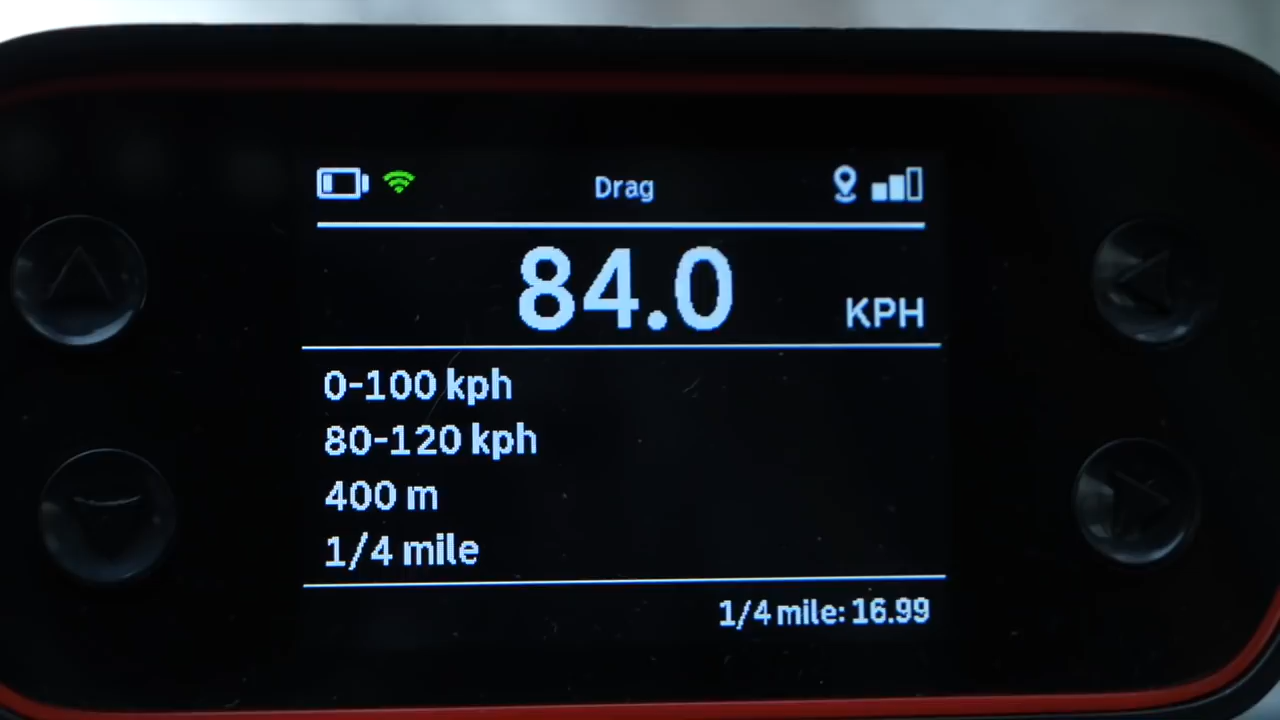 Drag
84.0 KPH
0-100 kph
80-120 kph
400 m
1/4 mile
1/4 mile: 16.99